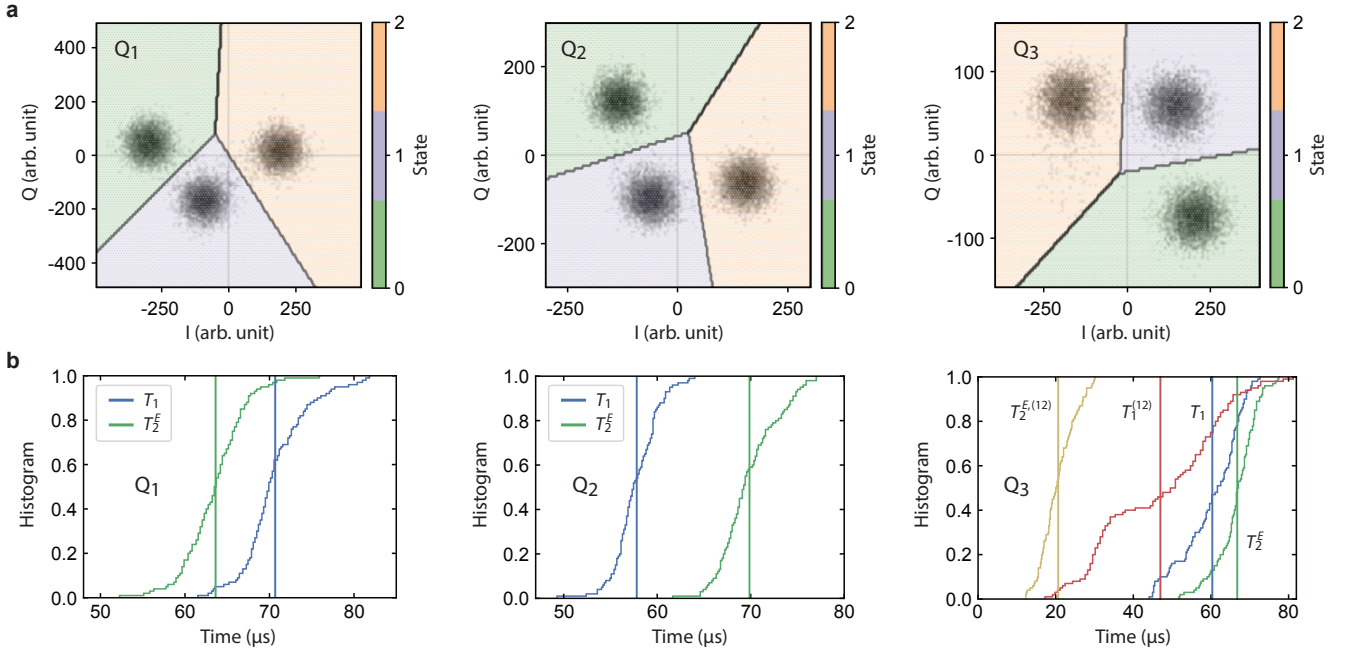 a
Q1
Q (arb. unit)
400
200
0
-200
-400
-250
0
250
I (arb. unit)
2
1
0
State
Q2
Q (arb. unit)
200
0
-200
-250
0
250
I (arb. unit)
2
1
0
State
Q3
Q (arb. unit)
100
0
-100
-250
0
250
I (arb. unit)
2
1
0
State
b
Histogram
1.0
0.8
0.6
0.4
0.2
0.0
T₁
T₂ᴱ
Q1
50
60
70
80
Time (μs)
Histogram
1.0
0.8
0.6
0.4
0.2
0.0
T₁
T₂ᴱ
Q2
50
60
70
80
Time (μs)
Histogram
1.0
0.8
0.6
0.4
0.2
0.0
T₂ᴱ,⁽¹²⁾
T₁⁽¹²⁾
T₁
Q3
T₂ᴱ
0
20
40
60
80
Time (μs)